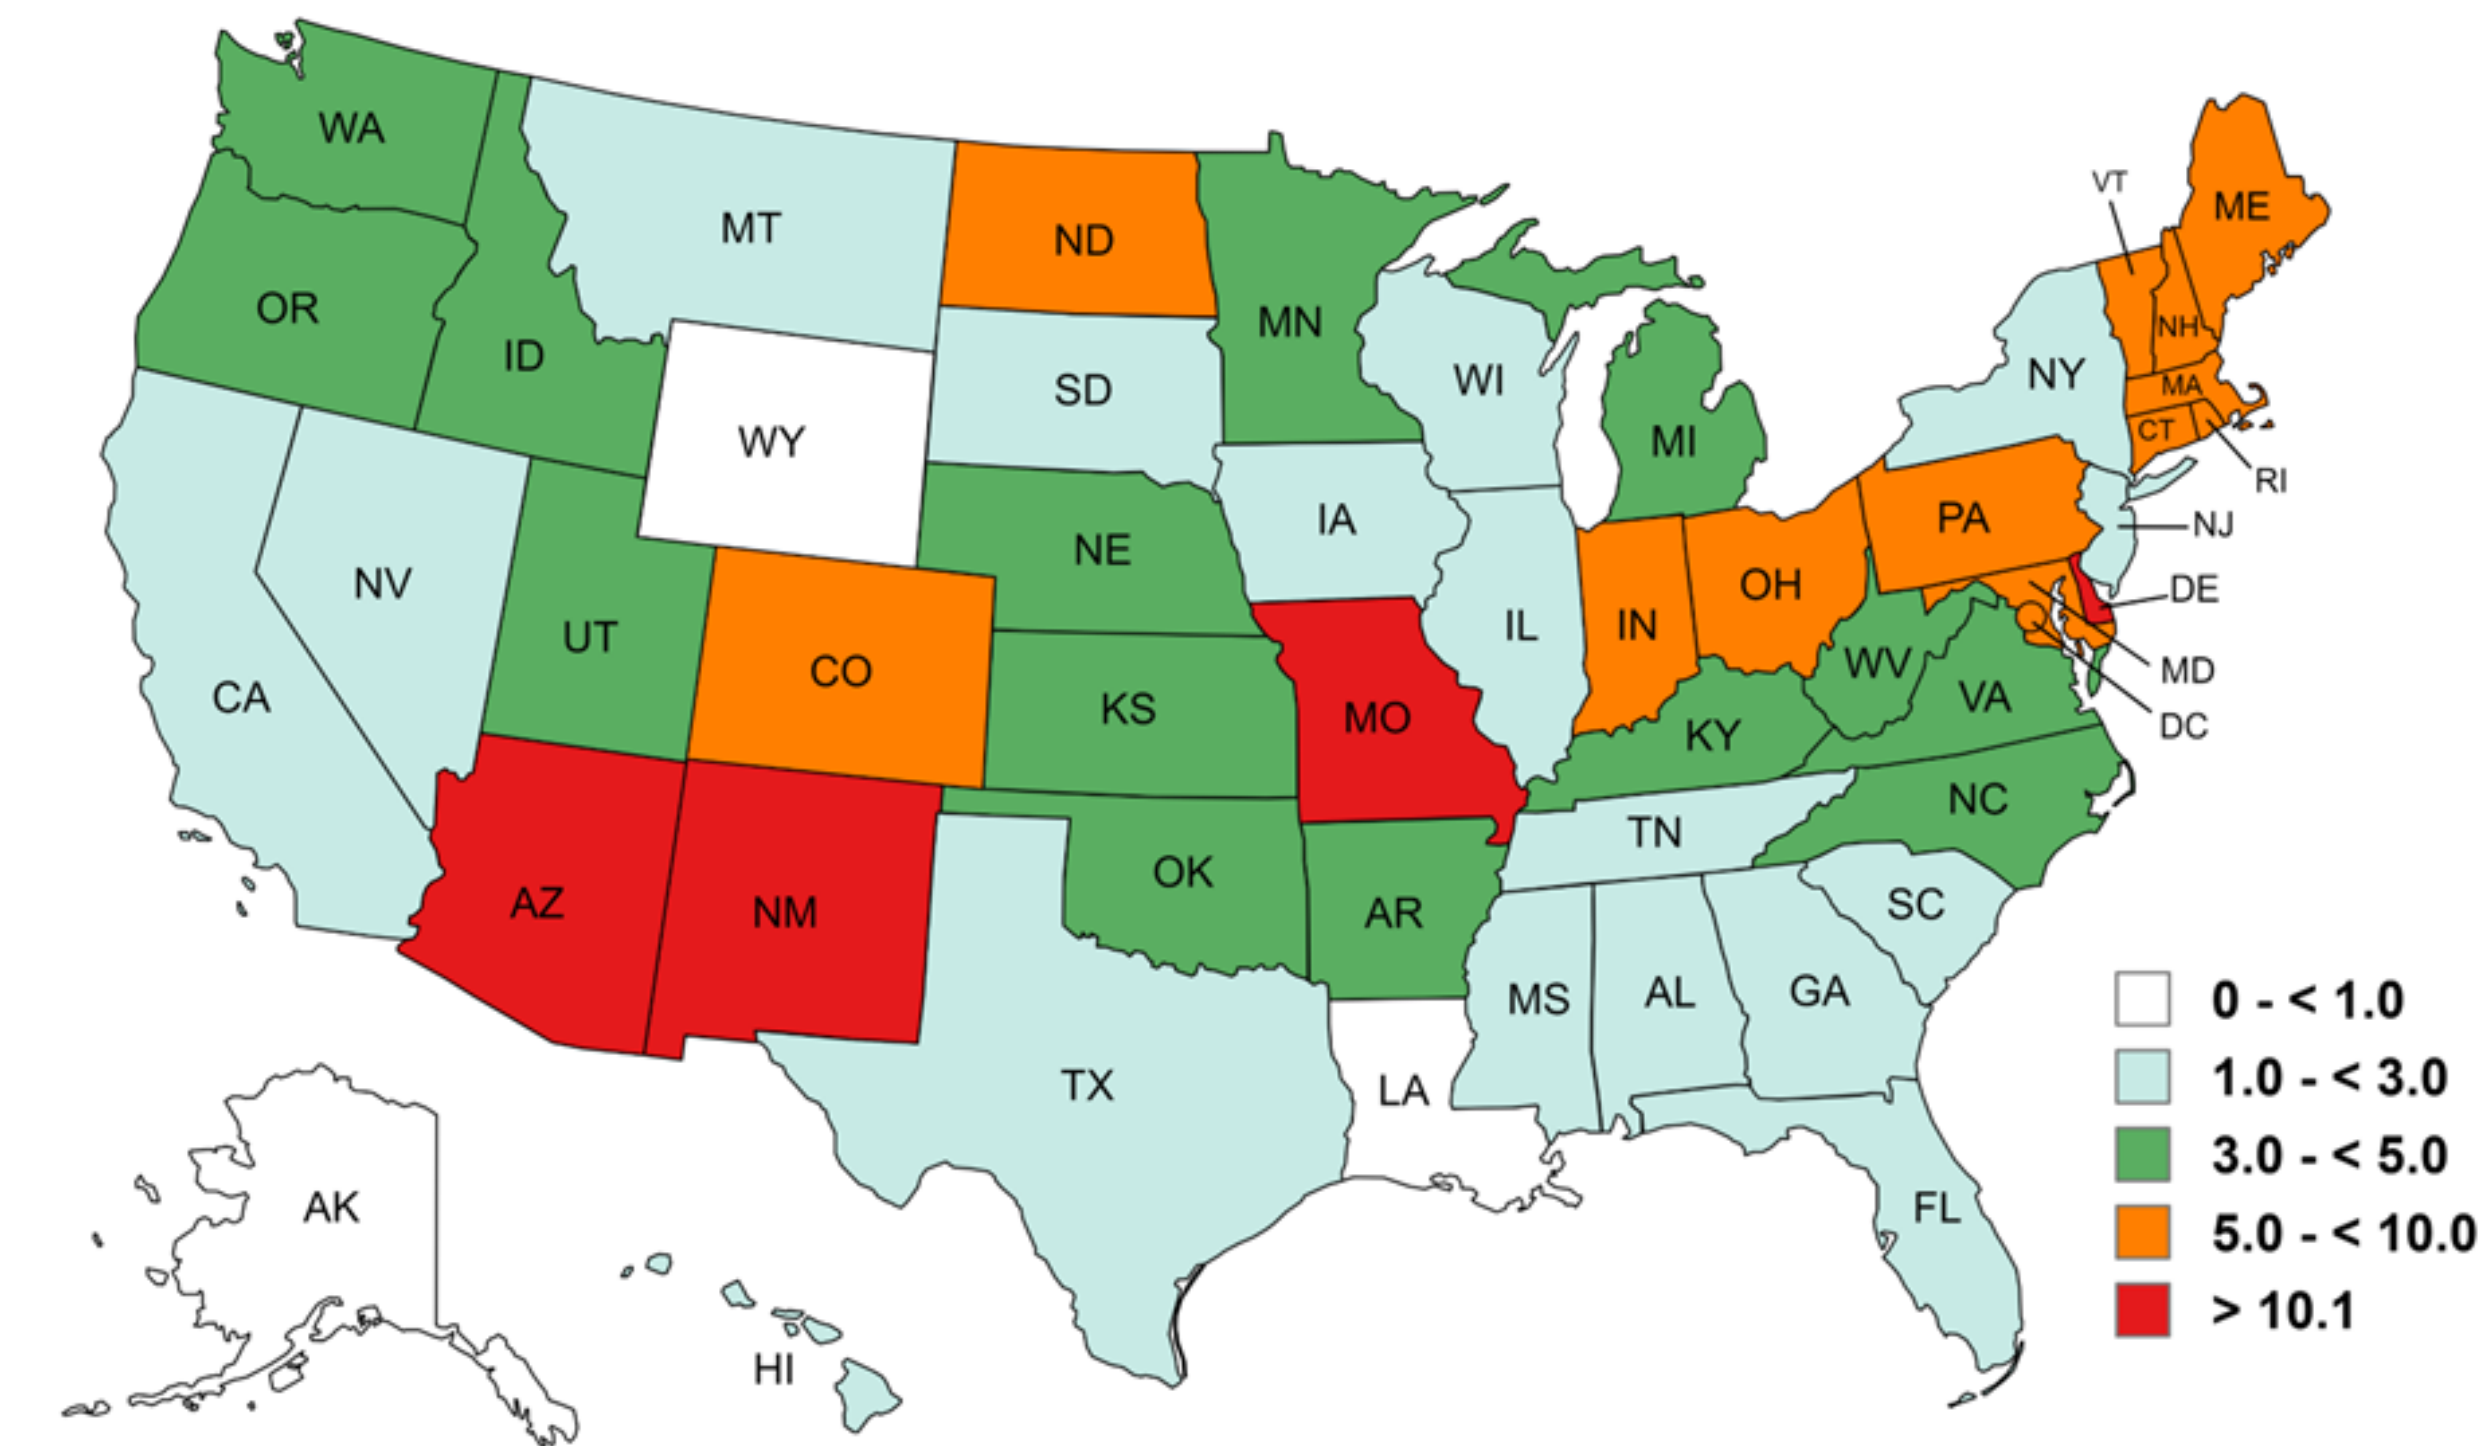 WA
VT
ME
MT
ND
OR
MN
NH
ID
NY
WI
SD
MA
CT
WY
MI
RI
IA
PA
NJ
NE
NV
OH
DE
UT
IL
IN
CO
WV
MD
CA
VA
KS
MO
DC
KY
NC
TN
OK
AZ
NM
AR
SC
MS
AL
GA
0 - < 1.0
TX
LA
1.0 - < 3.0
3.0 - < 5.0
AK
FL
5.0 - < 10.0
> 10.1
HI